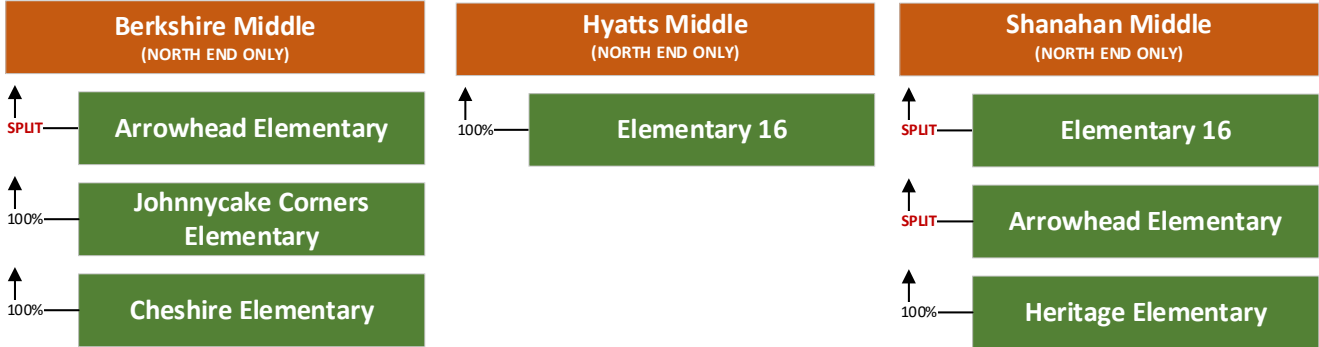 Berkshire Middle
(NORTH END ONLY)
SPLIT
Arrowhead Elementary
100%
Johnnycake Corners
Elementary
100%
Cheshire Elementary
Hyatts Middle
(NORTH END ONLY)
100%
Elementary 16
Shanahan Middle
(NORTH END ONLY)
SPLIT
Elementary 16
SPLIT
Arrowhead Elementary
100%
Heritage Elementary